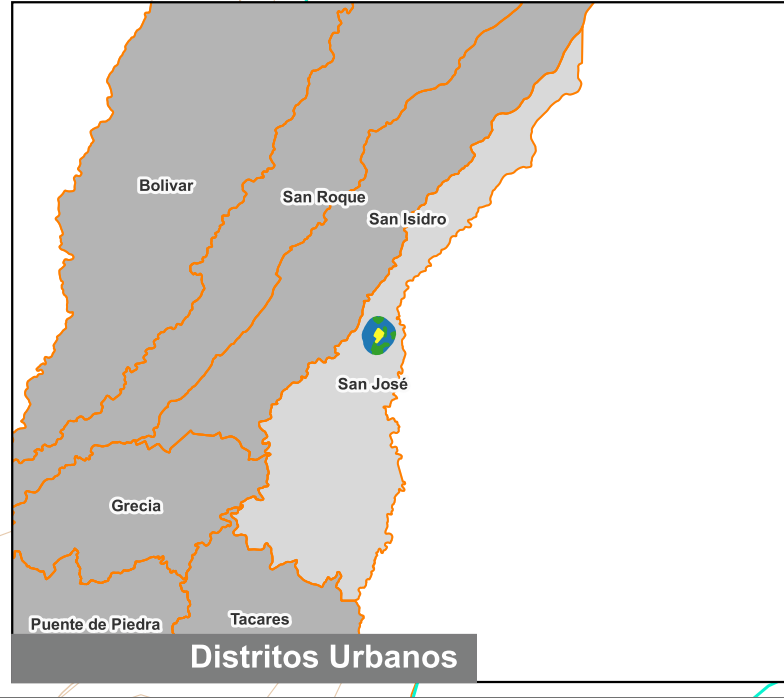 Bolivar
San Roque
San Isidro
San José
Grecia
Puente de Piedra
Tacares
Distritos Urbanos